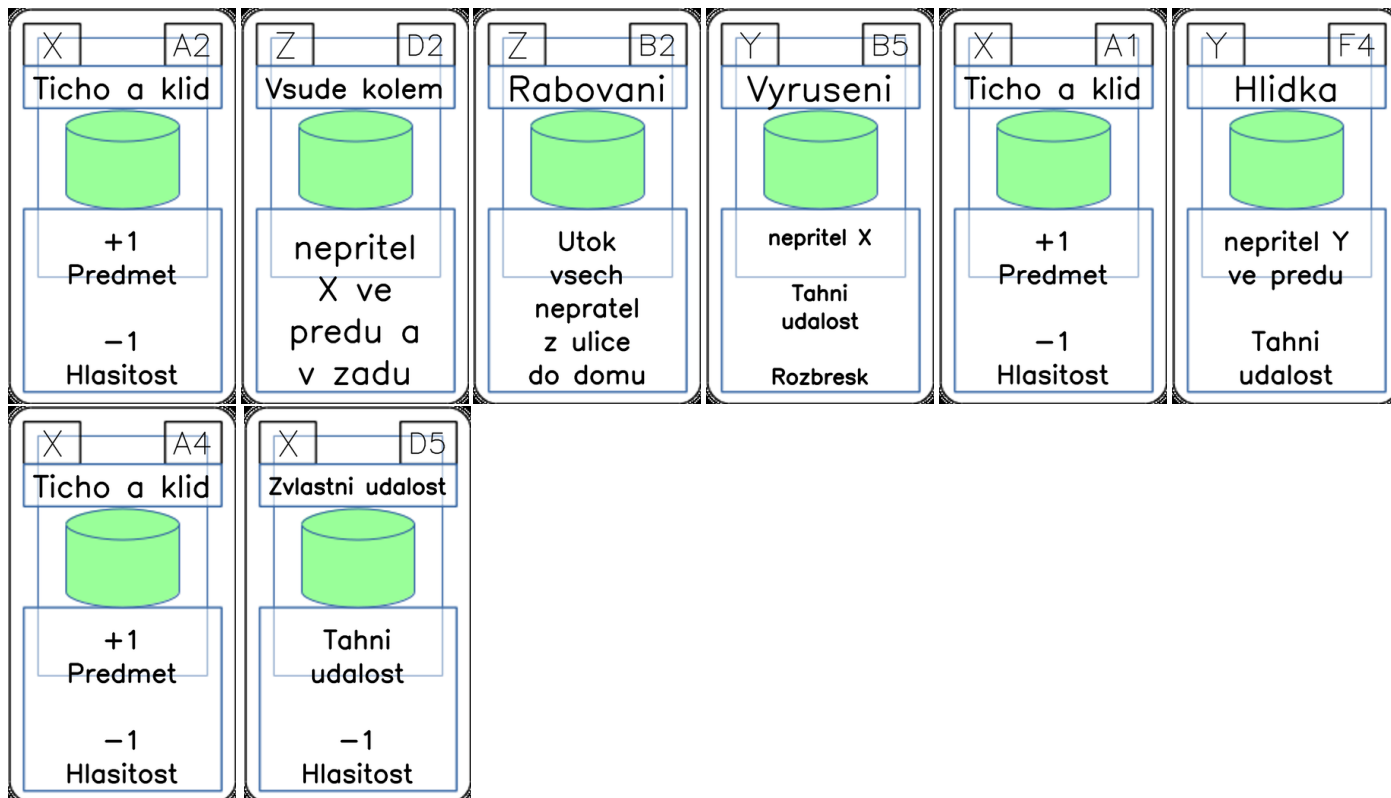 X A2
Ticho a klid
+1
Predmet
-1
Hlasitost
Z D2
Vsude kolem
nepritel
X ve
predu a
v zadu
Z B2
Rabovani
Utok
vsech
nepratel
z ulice
do domu
Y B5
Vyruseni
nepritel X
Tahni
udalost
Rozbresk
X A1
Ticho a klid
+1
Predmet
-1
Hlasitost
Y F4
Hlidka
nepritel Y
ve predu
Tahni
udalost
X A4
Ticho a klid
+1
Predmet
-1
Hlasitost
X D5
Zvlastni udalost
Tahni
udalost
-1
Hlasitost